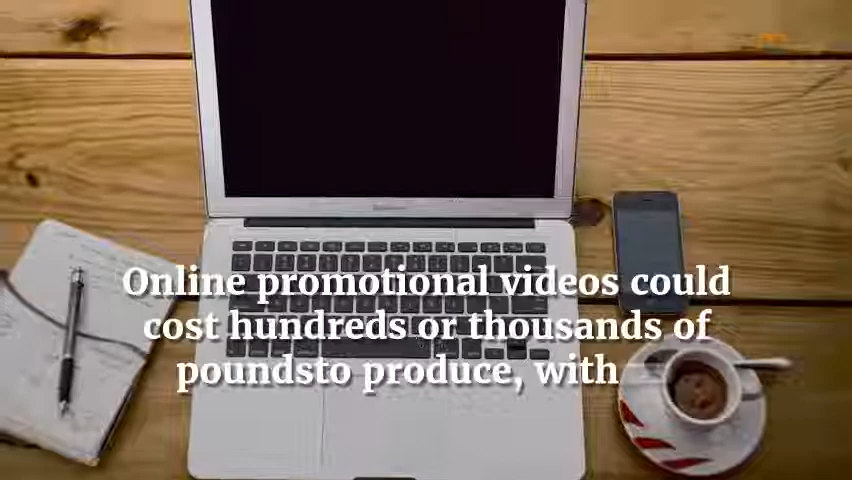 Online promotional videos could
cost hundreds or thousands of
poundsto produce, with